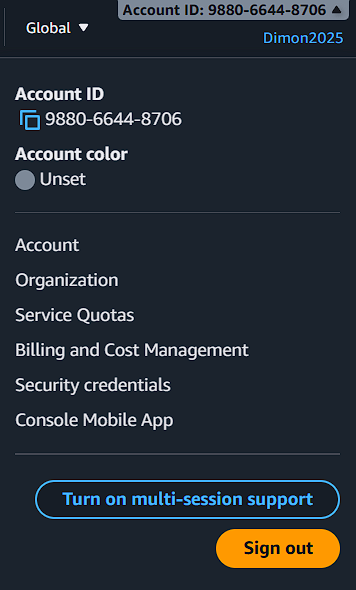 Global
Account ID: 9880-6644-8706
Dimon2025
Account ID
9880-6644-8706
Account color
Unset
Account
Organization
Service Quotas
Billing and Cost Management
Security credentials
Console Mobile App
Turn on multi-session support
Sign out